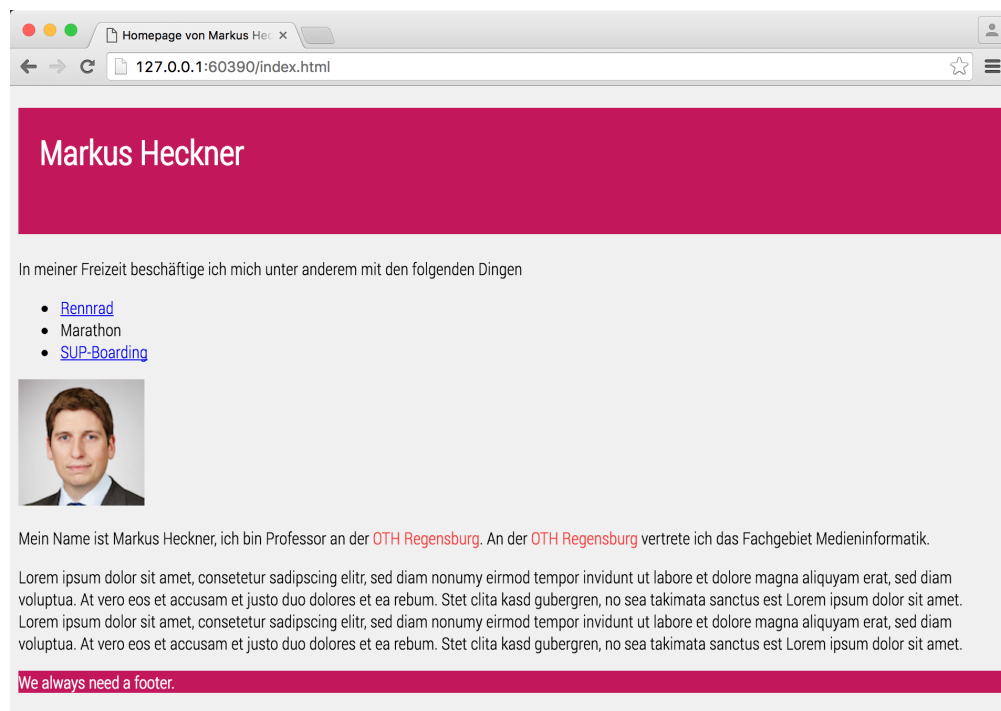 Homepage von Markus Hec
127.0.0.1:60390/index.html
Markus Heckner
In meiner Freizeit beschäftige ich mich unter anderem mit den folgenden Dingen
Rennrad
Marathon
SUP-Boarding
Mein Name ist Markus Heckner, ich bin Professor an der OTH Regensburg. An der OTH Regensburg vertrete ich das Fachgebiet Medieninformatik.
Lorem ipsum dolor sit amet, consetetur sadipscing elitr, sed diam nonumy eirmod tempor invidunt ut labore et dolore magna aliquyam erat, sed diam
voluptua. At vero eos et accusam et justo duo dolores et ea rebum. Stet clita kasd gubergren, no sea takimata sanctus est Lorem ipsum dolor sit amet.
Lorem ipsum dolor sit amet, consetetur sadipscing elitr, sed diam nonumy eirmod tempor invidunt ut labore et dolore magna aliquyam erat, sed diam
voluptua. At vero eos et accusam et justo duo dolores et ea rebum. Stet clita kasd gubergren, no sea takimata sanctus est Lorem ipsum dolor sit amet.
We always need a footer.